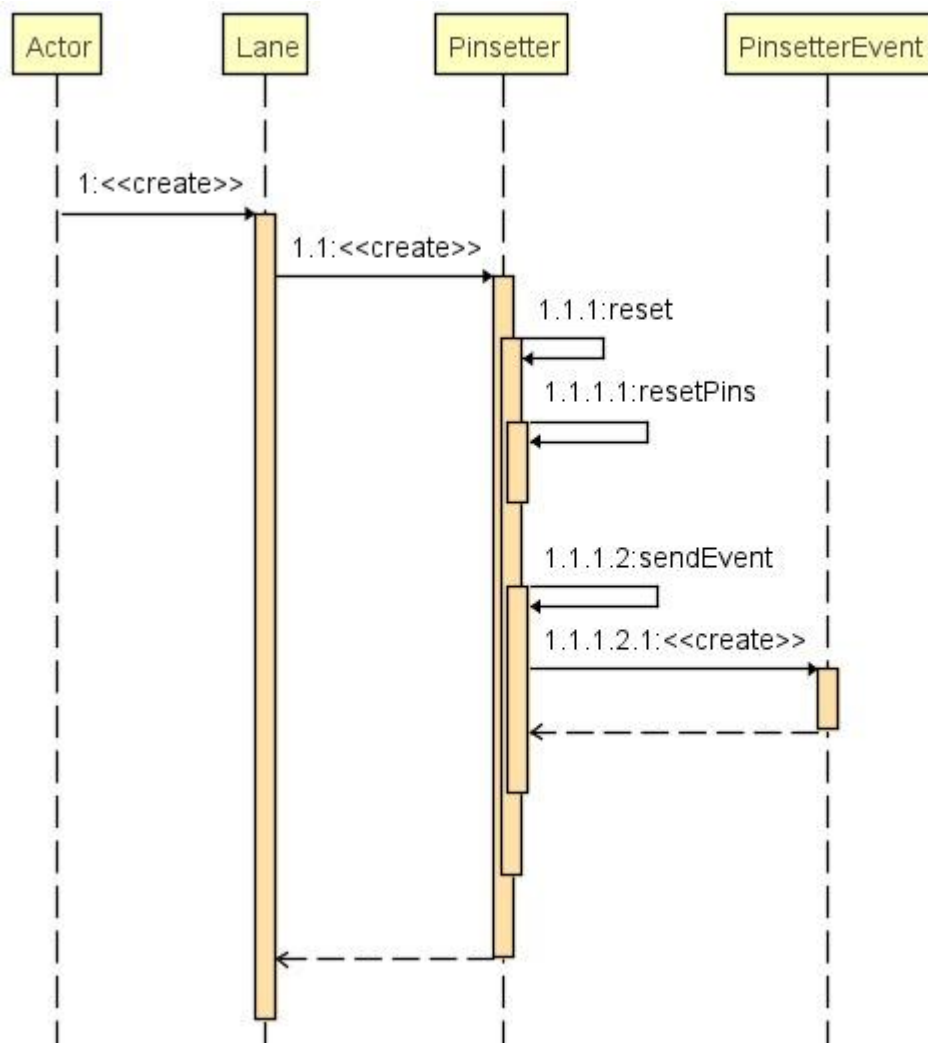 Actor
Lane
Pinsetter
PinsetterEvent
1:<<create>>
1.1:<<create>>
1.1.1:reset
1.1.1.1:resetPins
1.1.1.2:sendEvent
1.1.1.2.1:<<create>>